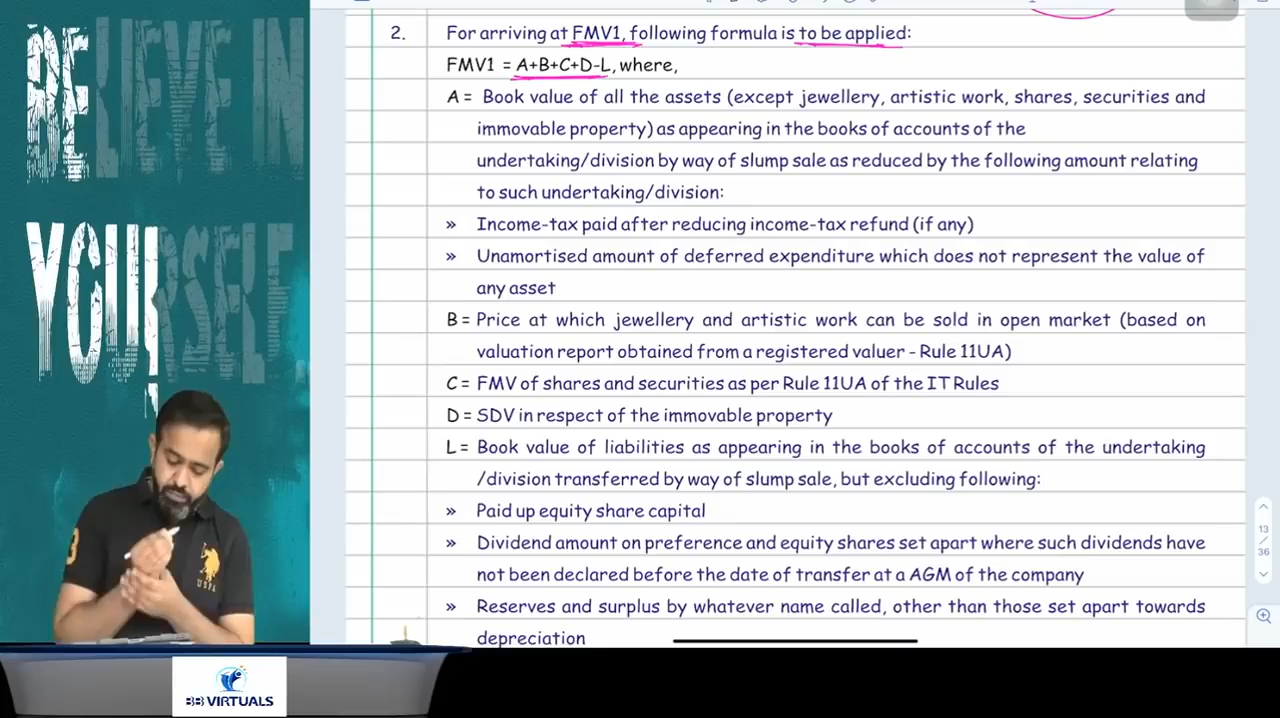 BELIEVE IN
YOURSELF
2. For arriving at FMV1, following formula is to be applied:
FMV1 = A+B+C+D-L, where,
A = Book value of all the assets (except jewellery, artistic work, shares, securities and
immovable property) as appearing in the books of accounts of the
undertaking/division by way of slump sale as reduced by the following amount relating
to such undertaking/division:
» Income-tax paid after reducing income-tax refund (if any)
» Unamortised amount of deferred expenditure which does not represent the value of
any asset
B = Price at which jewellery and artistic work can be sold in open market (based on
valuation report obtained from a registered valuer - Rule 11UA)
C = FMV of shares and securities as per Rule 11UA of the IT Rules
D = SDV in respect of the immovable property
L = Book value of liabilities as appearing in the books of accounts of the undertaking
/division transferred by way of slump sale, but excluding following:
» Paid up equity share capital
» Dividend amount on preference and equity shares set apart where such dividends have
not been declared before the date of transfer at a AGM of the company
» Reserves and surplus by whatever name called, other than those set apart towards
depreciation
13
/
36
3
USPA
BB VIRTUALS